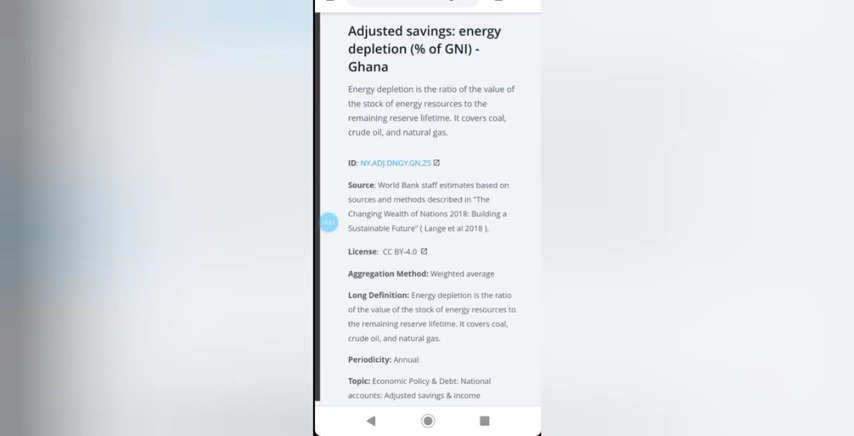 Adjusted savings: energy
depletion (% of GNI) -
Ghana
Energy depletion is the ratio of the value of
the stock of energy resources to the
remaining reserve lifetime. It covers coal,
crude oil, and natural gas.
ID: NY.ADJ.DNGY.GN.ZS
Source: World Bank staff estimates based on
sources and methods described in "The
Changing Wealth of Nations 2018: Building a
Sustainable Future" ( Lange et al 2018 ).
License: CC BY-4.0
Aggregation Method: Weighted average
Long Definition: Energy depletion is the ratio
of the value of the stock of energy resources to
the remaining reserve lifetime. It covers coal,
crude oil, and natural gas.
Periodicity: Annual
Topic: Economic Policy & Debt: National
accounts: Adjusted savings & income